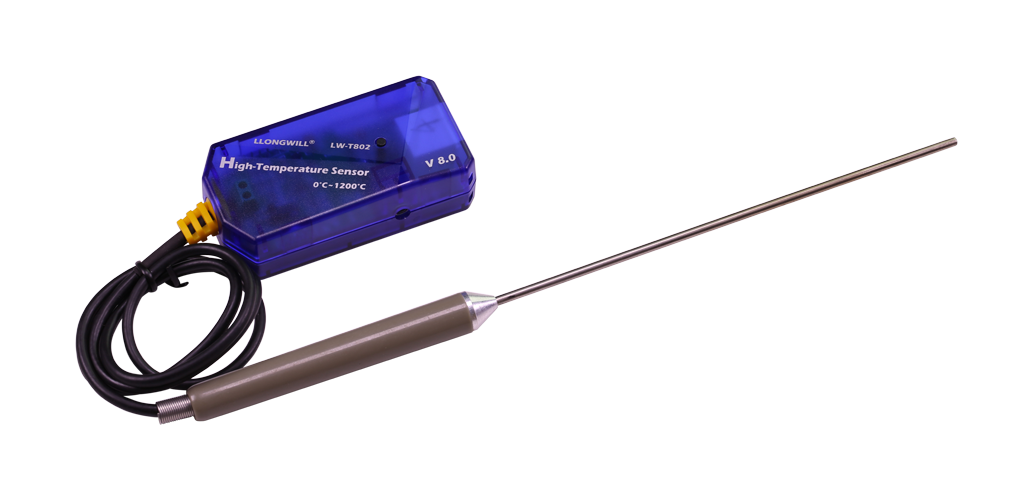 LLONGWILL® LW-T802
High-Temperature Sensor
V 8.0
0°C~1200°C